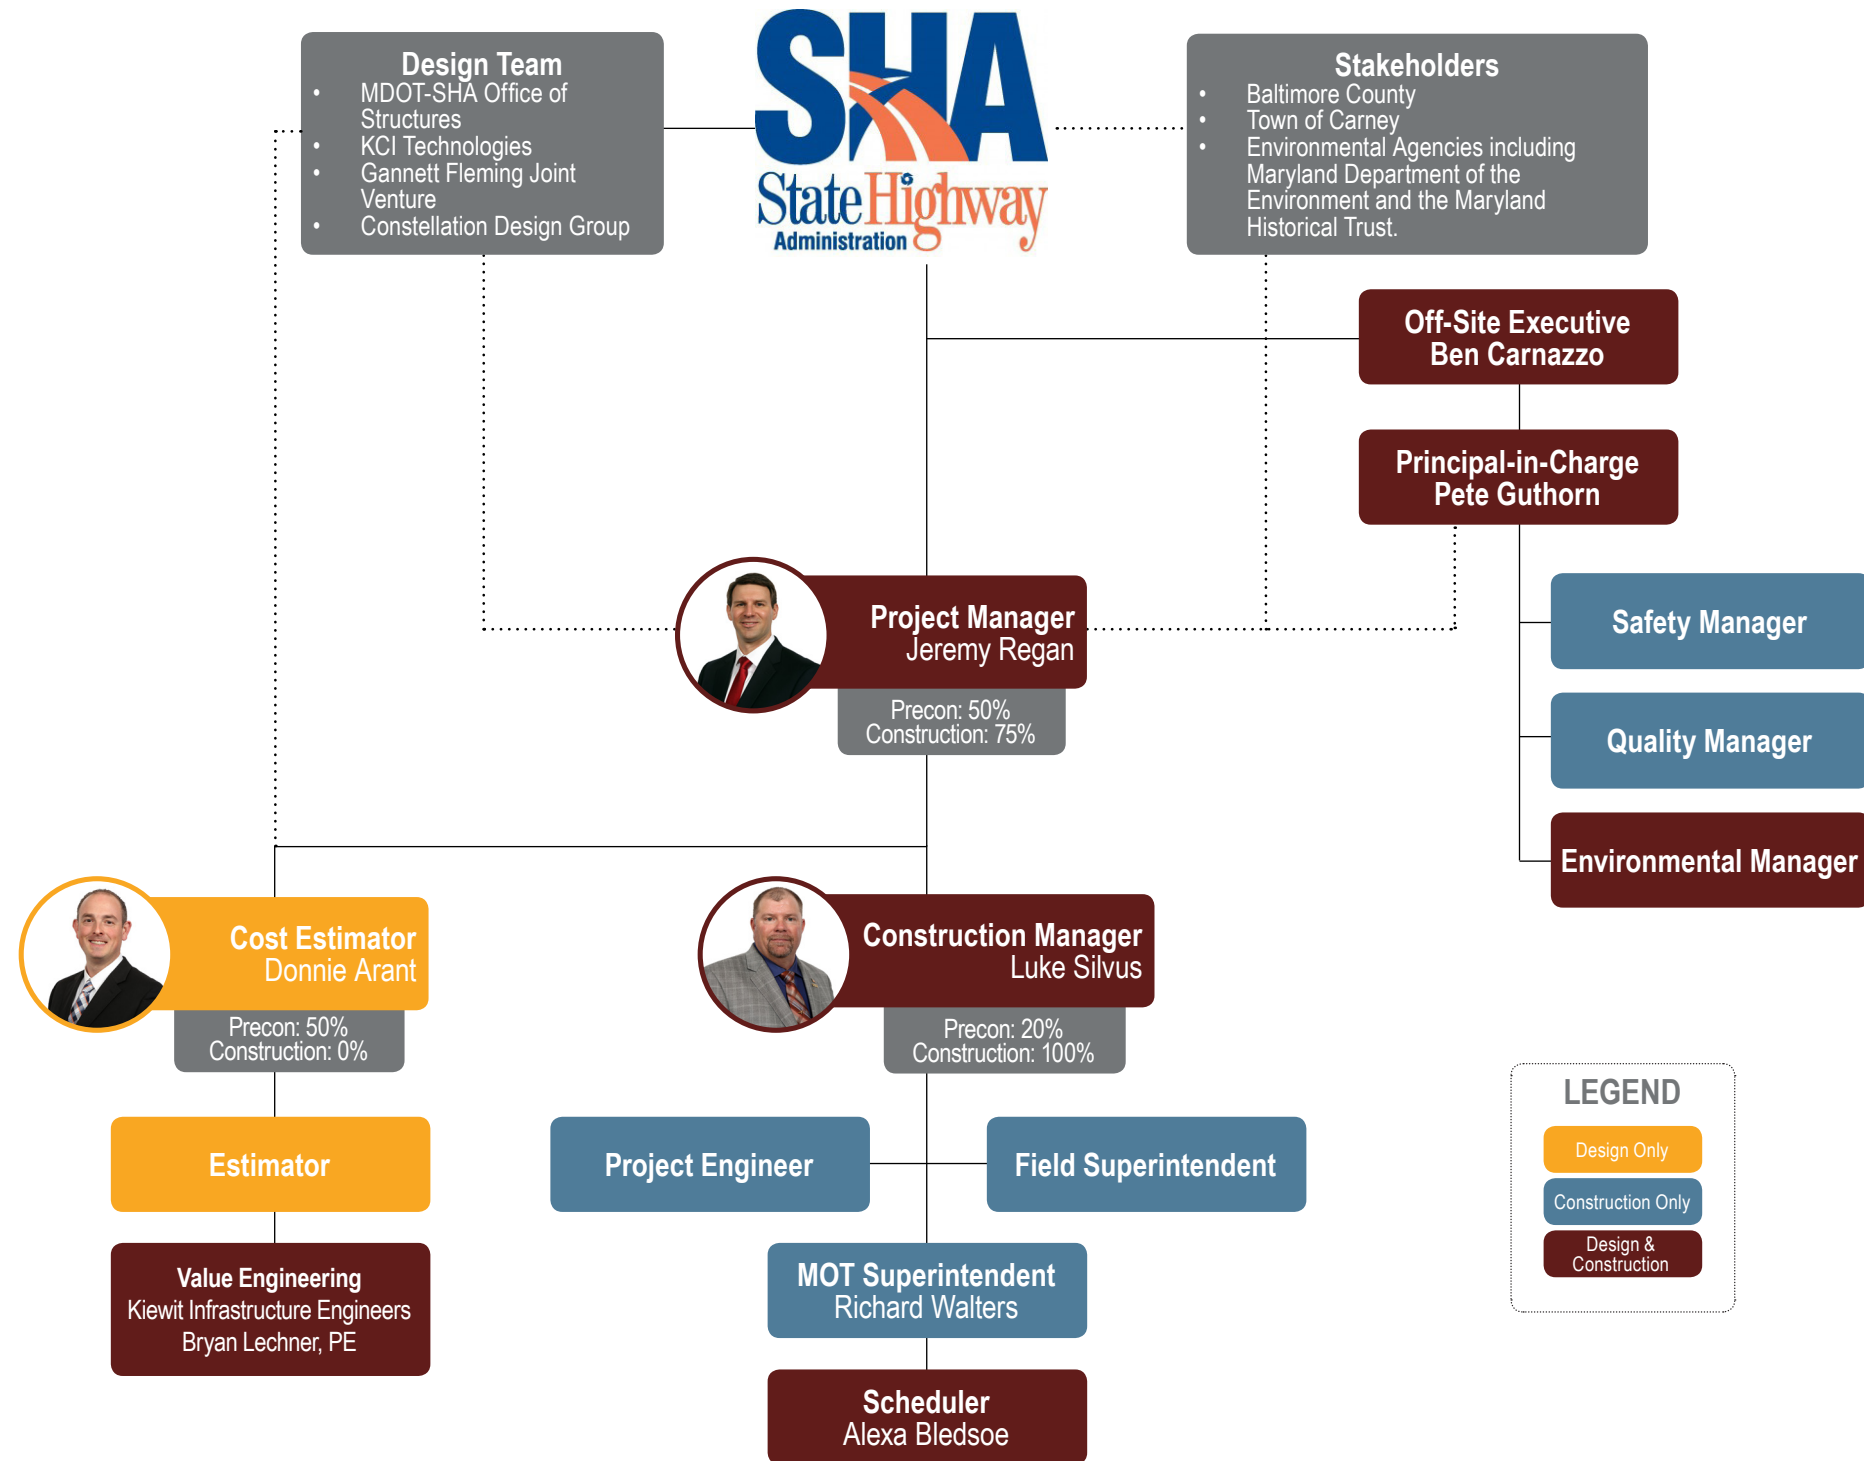 Design Team
• MDOT-SHA Office of
Structures
• KCI Technologies
• Gannett Fleming Joint
Venture
• Constellation Design Group
SHA
State Highway
Administration
Stakeholders
• Baltimore County
• Town of Carney
• Environmental Agencies including
Maryland Department of the
Environment and the Maryland
Historical Trust.
Off-Site Executive
Ben Carnazzo
Principal-in-Charge
Pete Guthorn
Project Manager
Jeremy Regan
Precon: 50%
Construction: 75%
Safety Manager
Quality Manager
Environmental Manager
Cost Estimator
Donnie Arant
Precon: 50%
Construction: 0%
Construction Manager
Luke Silvus
Precon: 20%
Construction: 100%
Estimator
Value Engineering
Kiewit Infrastructure Engineers
Bryan Lechner, PE
Project Engineer
Field Superintendent
MOT Superintendent
Richard Walters
Scheduler
Alexa Bledsoe
LEGEND
Design Only
Construction Only
Design &
Construction